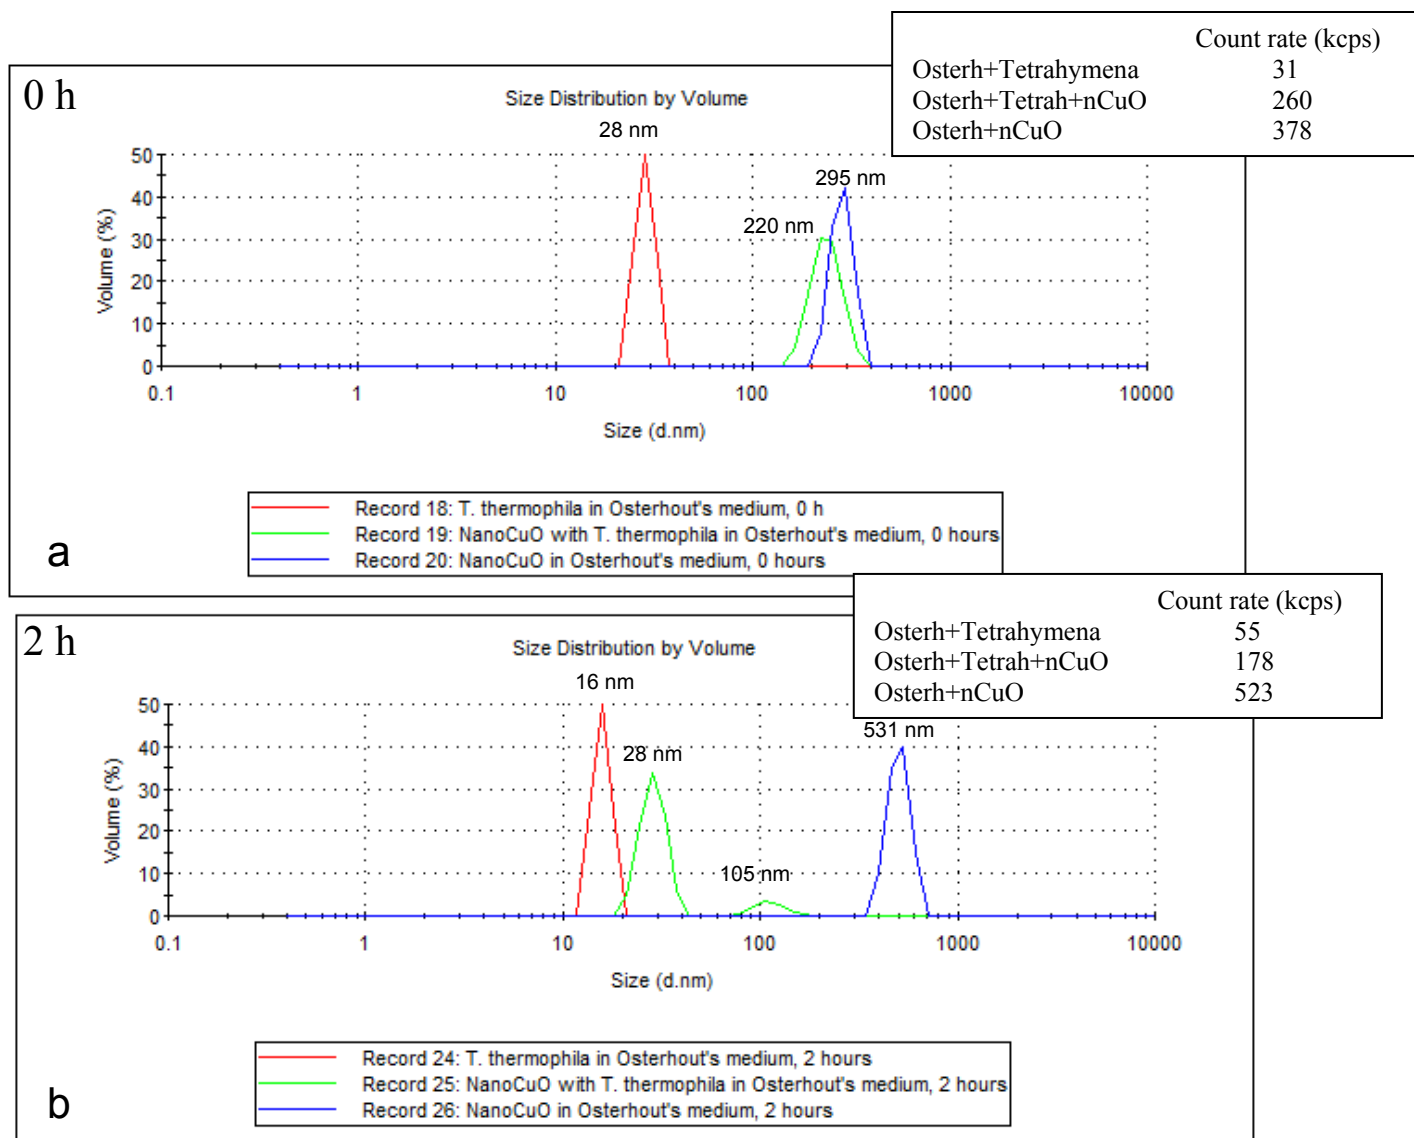 Count rate (kcps)
Osterh+Tetrahymena 31
Osterh+Tetrah+nCuO 260
Osterh+nCuO 378
0 h
Size Distribution by Volume
28 nm
295 nm
220 nm
Volume (%)
50
40
30
20
10
0
0.1 1 10 100 1000 10000
Size (d.nm)
Record 18: T. thermophila in Osterhout's medium, 0 h
Record 19: NanoCuO with T. thermophila in Osterhout's medium, 0 hours
Record 20: NanoCuO in Osterhout's medium, 0 hours
a
Count rate (kcps)
Osterh+Tetrahymena 55
Osterh+Tetrah+nCuO 178
Osterh+nCuO 523
2 h
Size Distribution by Volume
16 nm
28 nm
105 nm
531 nm
Volume (%)
50
40
30
20
10
0
0.1 1 10 100 1000 10000
Size (d.nm)
Record 24: T. thermophila in Osterhout's medium, 2 hours
Record 25: NanoCuO with T. thermophila in Osterhout's medium, 2 hours
Record 26: NanoCuO in Osterhout's medium, 2 hours
b